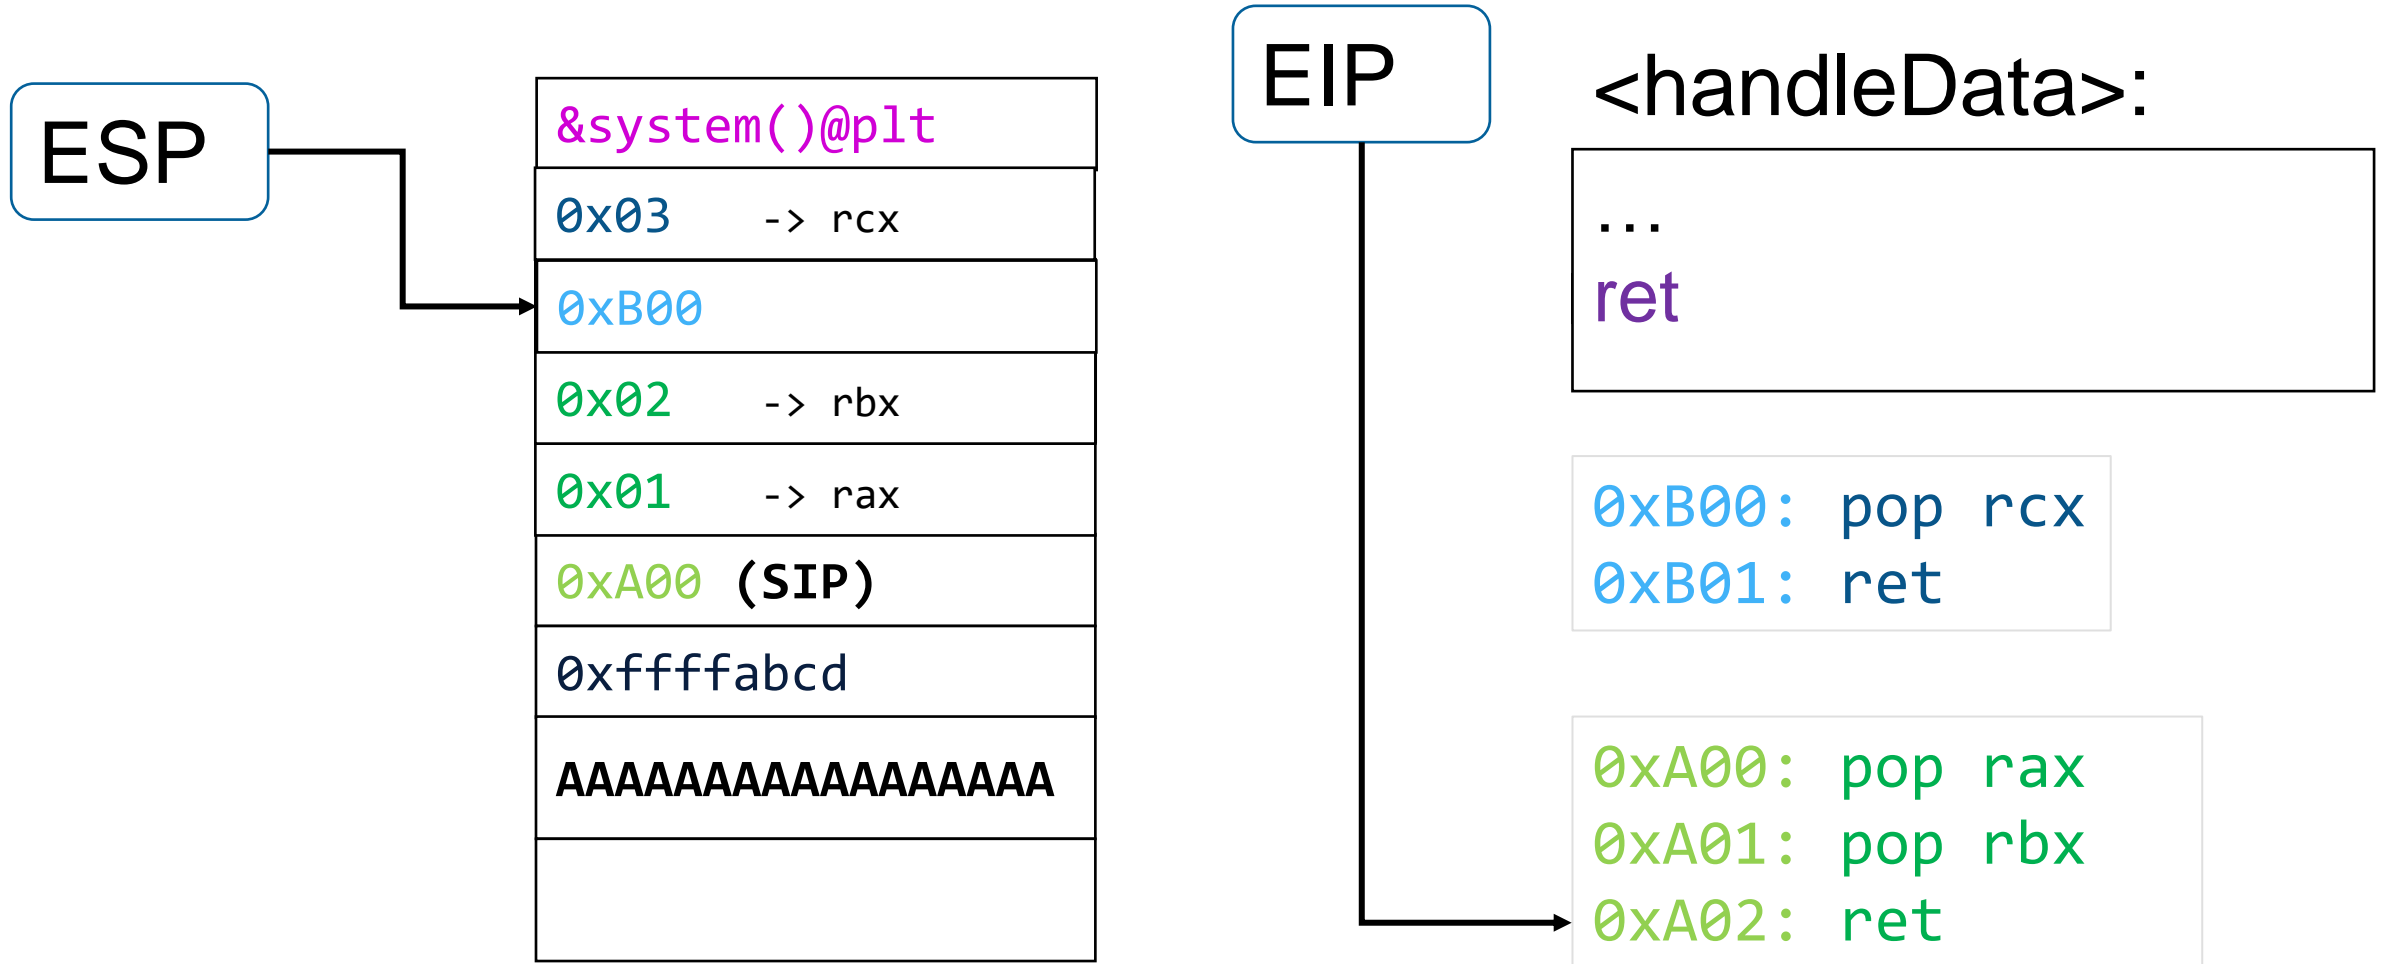 ESP
&system()@plt
0x03 -> rcx
0xB00
0x02 -> rbx
0x01 -> rax
0xA00 (SIP)
0xffffabcd
AAAAAAAAAAAAAAAAA
EIP
<handleData>:
...
ret
0xB00: pop rcx
0xB01: ret
0xA00: pop rax
0xA01: pop rbx
0xA02: ret